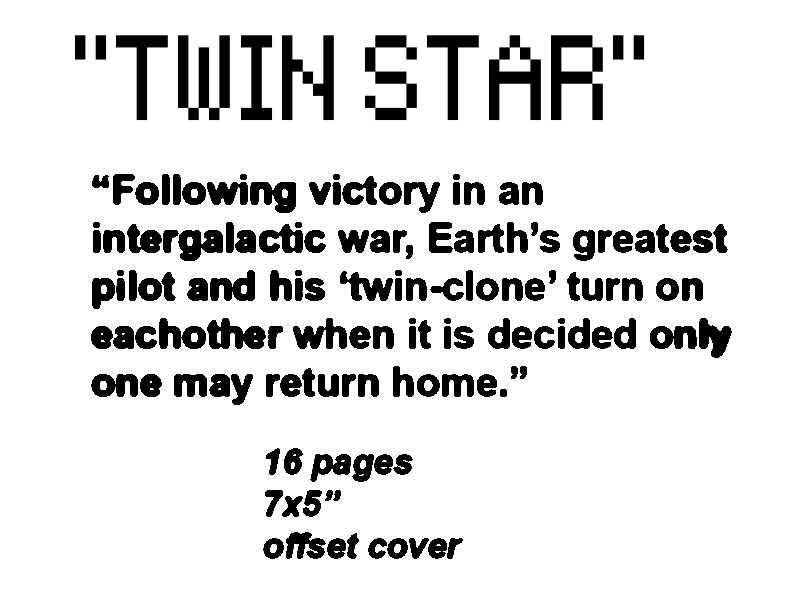 "TWIN STAR"
“Following victory in an
intergalactic war, Earth’s greatest
pilot and his ‘twin-clone’ turn on
eachother when it is decided only
one may return home.”
16 pages
7x5”
offset cover